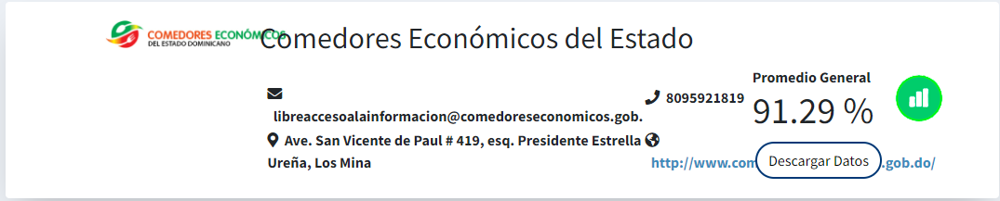 COMEDORES ECONÓMICOS
DEL ESTADO DOMINICANO
Comedores Económicos del Estado
libreaccesoalainformacion@comedoreseconomicos.gob.
Ave. San Vicente de Paul # 419, esq. Presidente Estrella
Ureña, Los Mina
8095921819
http://www.com .gob.do/
Promedio General
91.29 %
Descargar Datos